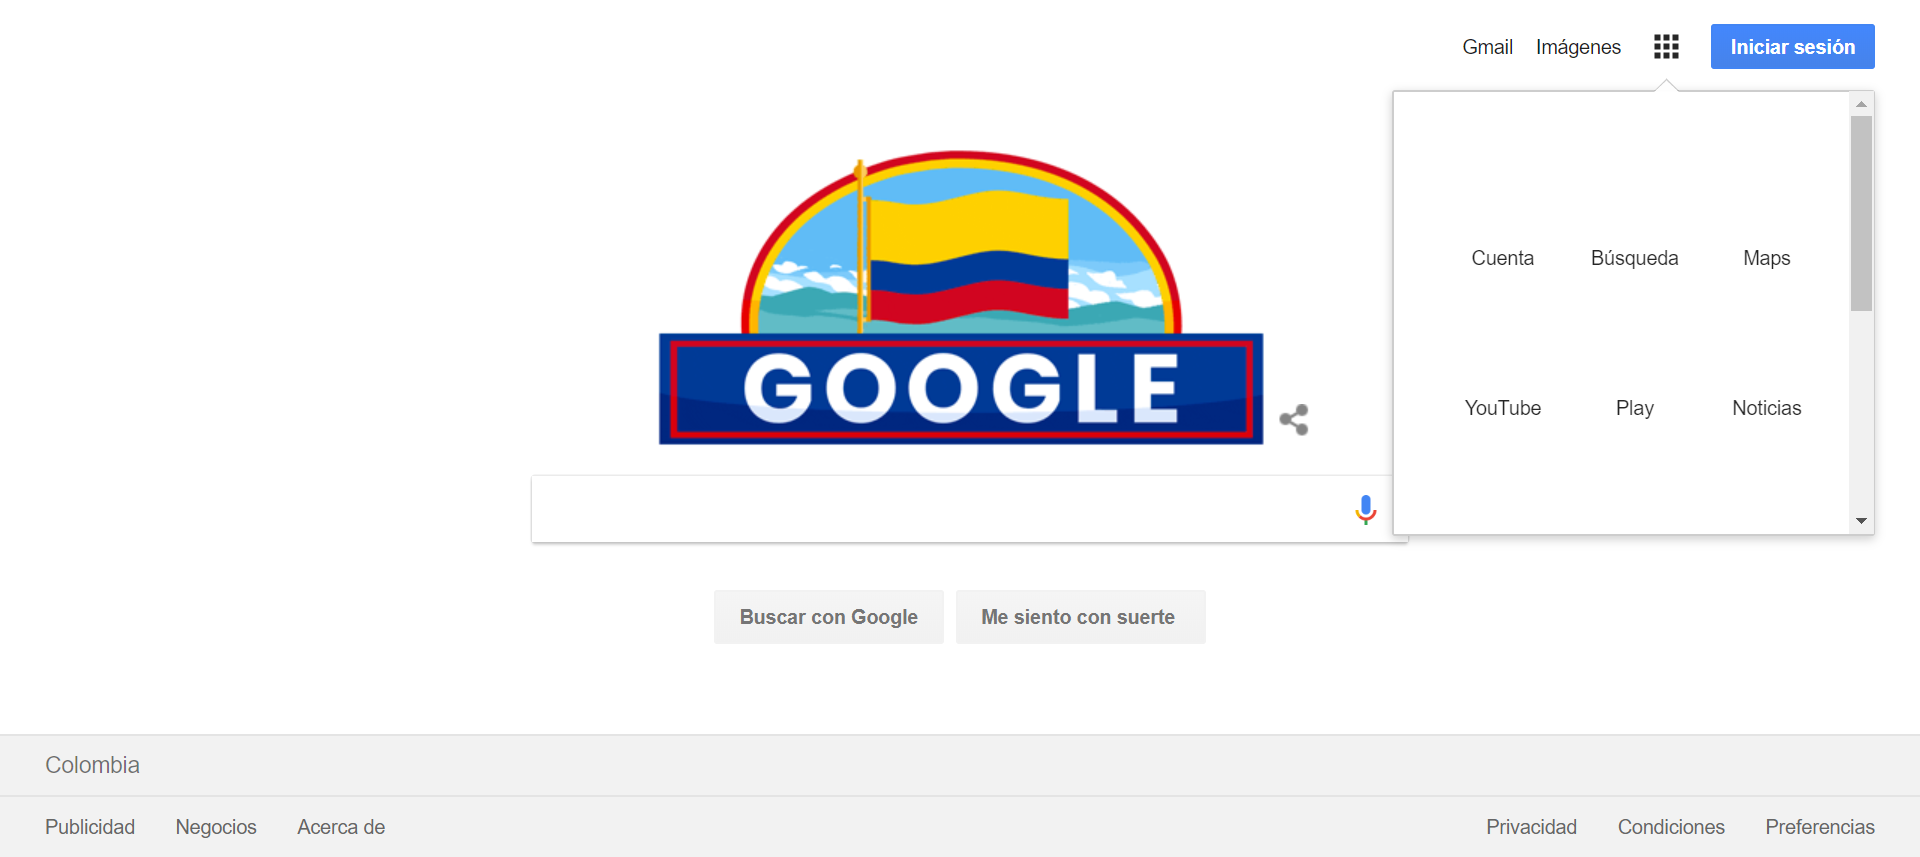 Gmail Imágenes Iniciar sesión
Cuenta Búsqueda Maps
YouTube Play Noticias
GOOGLE
Buscar con Google Me siento con suerte
Colombia
Publicidad Negocios Acerca de Privacidad Condiciones Preferencias